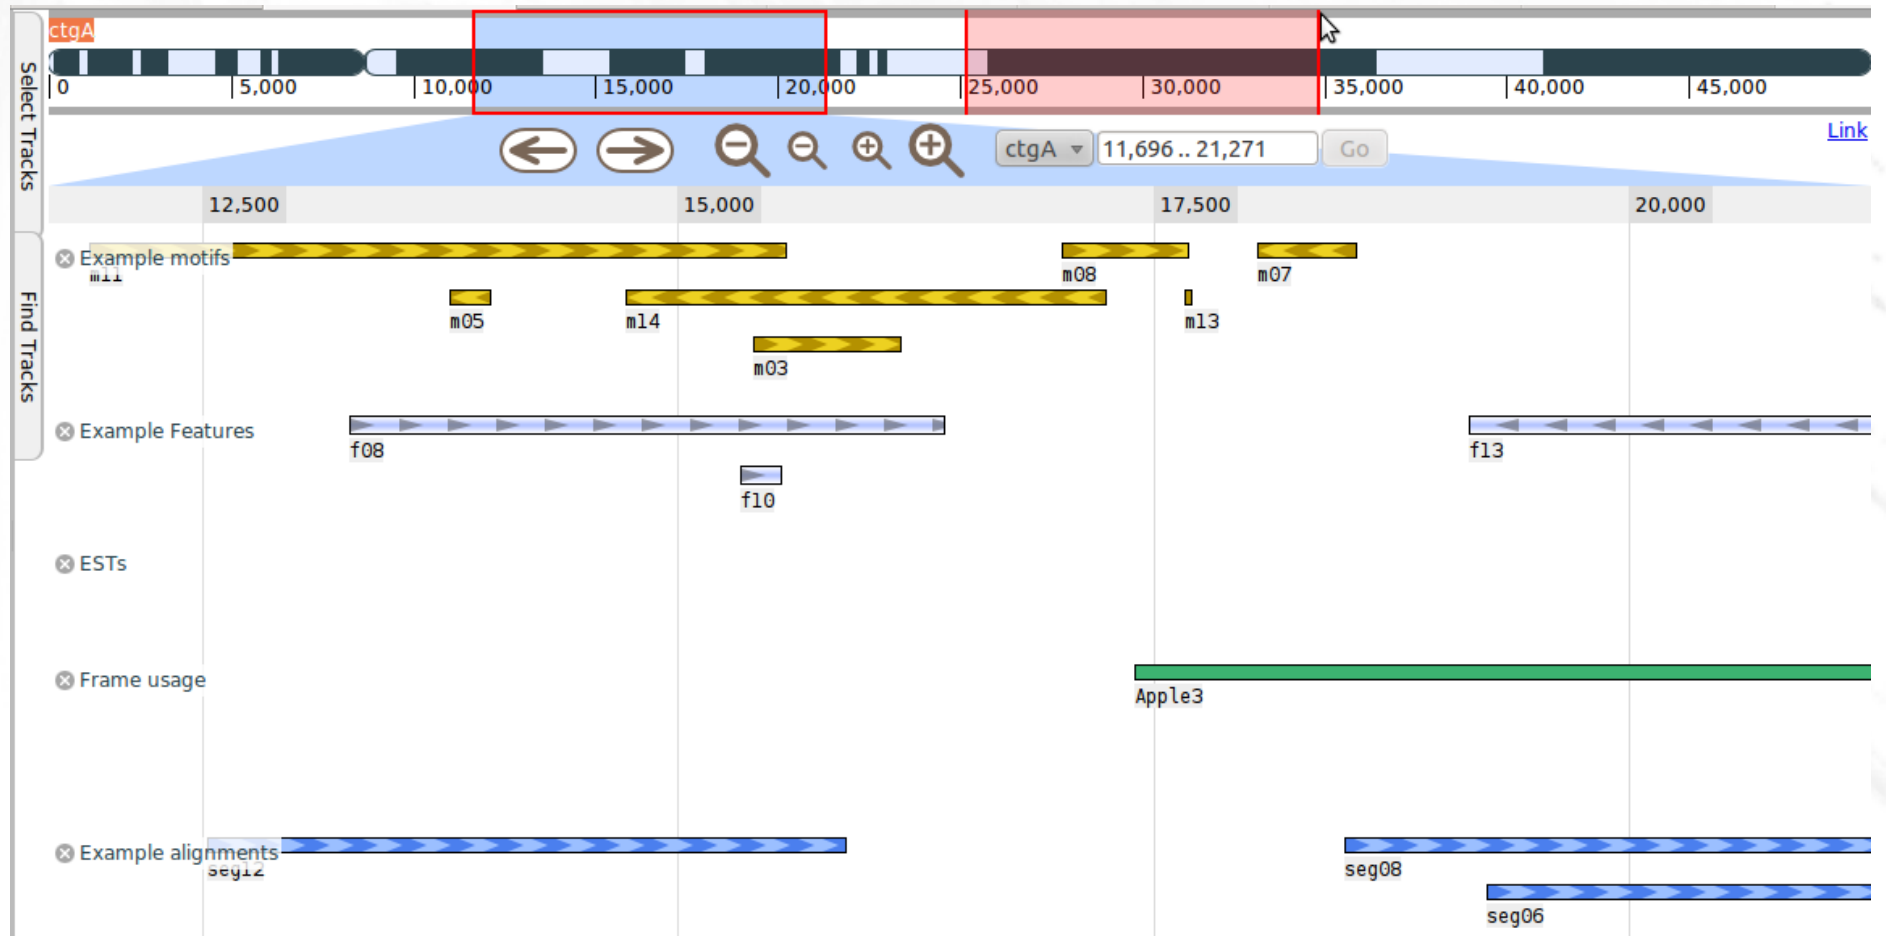 ctgA
0 5,000 10,000 15,000 20,000 25,000 30,000 35,000 40,000 45,000
Select Tracks
Find Tracks
ctgA 11,696 .. 21,271 Go
Link
12,500 15,000 17,500 20,000
Example motifs
m11 m08 m07
m05 m14 m13
m03
Example Features
f08 f13
f10
ESTs
Frame usage
Apple3
Example alignments
seg12 seg08
seg06